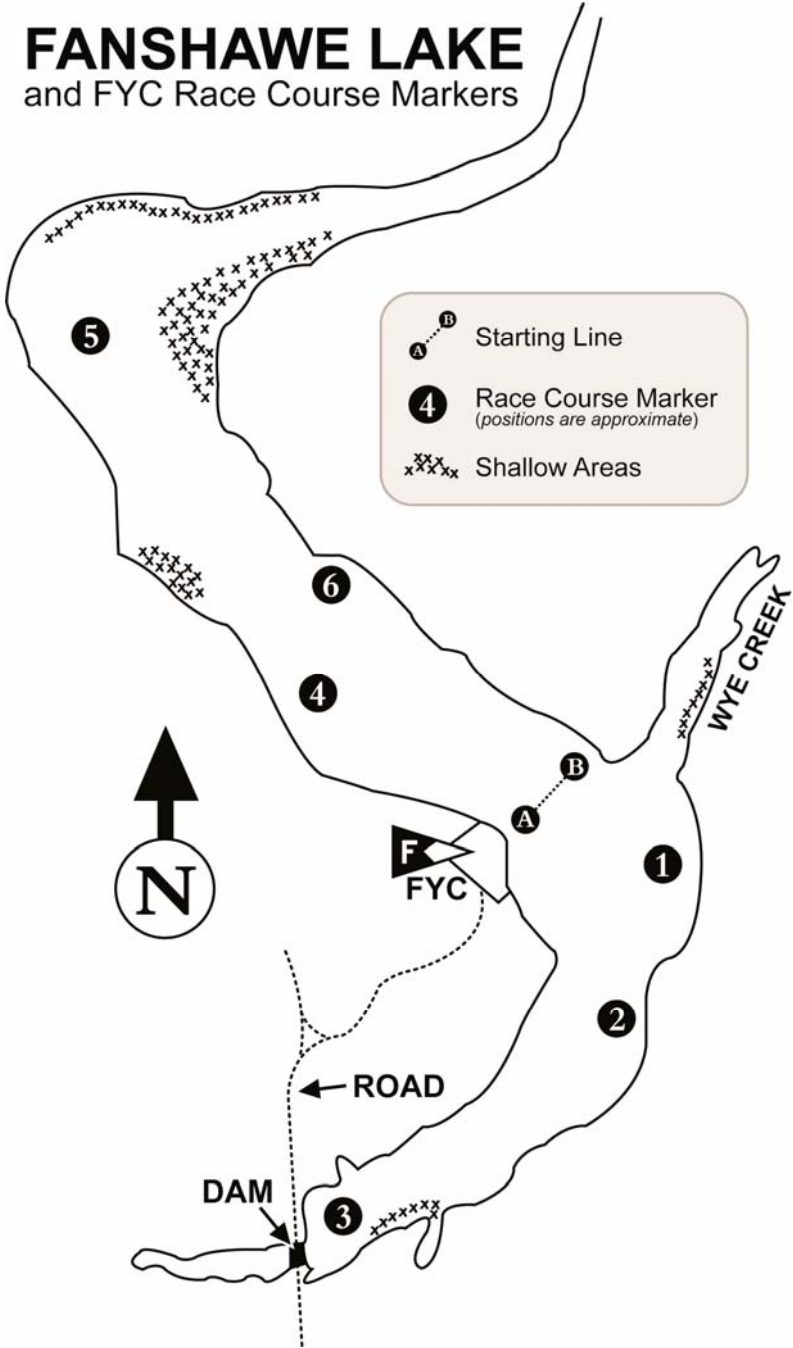 FANSHAWE LAKE
and FYC Race Course Markers
5
B
A
Starting Line
4
Race Course Marker
(positions are approximate)
Shallow Areas
6
WYE CREEK
4
B
A
N
F
FYC
1
2
ROAD
DAM
3